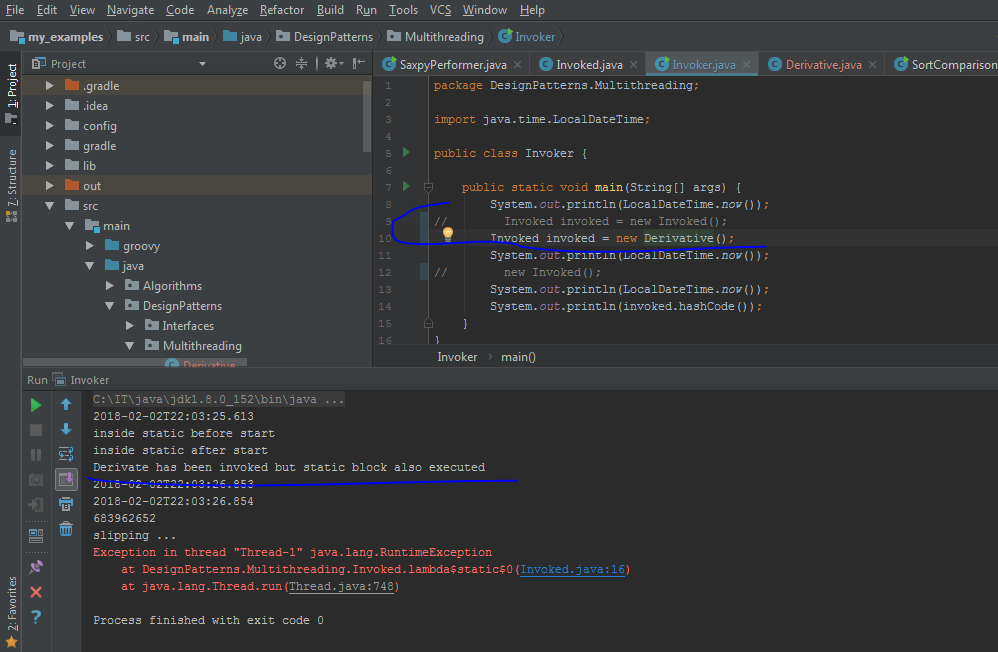 File Edit View Navigate Code Analyze Refactor Build Run Tools VCS Window Help
my_examples src main java DesignPatterns Multithreading Invoker
1: Project
7: Structure
2: Favorites
Project
SaxpyPerformer.java Invoked.java Invoker.java Derivative.java SortComparison
.gradle
.idea
config
gradle
lib
out
src
main
groovy
java
Algorithms
DesignPatterns
Interfaces
Multithreading
Derivative
1 package DesignPatterns.Multithreading;
2
3 import java.time.LocalDateTime;
4
5 public class Invoker {
6
7 public static void main(String[] args) {
8 System.out.println(LocalDateTime.now());
9 // Invoked invoked = new Invoked();
10 Invoked invoked = new Derivative();
11 System.out.println(LocalDateTime.now());
12 // new Invoked();
13 System.out.println(LocalDateTime.now());
14 System.out.println(invoked.hashCode());
15 }
16 }
Invoker main()
Run Invoker
C:\IT\java\jdk1.8.0_152\bin\java ...
2018-02-02T22:03:25.613
inside static before start
inside static after start
Derivate has been invoked but static block also executed
2018-02-02T22:03:26.853
2018-02-02T22:03:26.854
683962652
slipping ...
Exception in thread "Thread-1" java.lang.RuntimeException
at DesignPatterns.Multithreading.Invoked.lambda$static$0(Invoked.java:16)
at java.lang.Thread.run(Thread.java:748)
Process finished with exit code 0